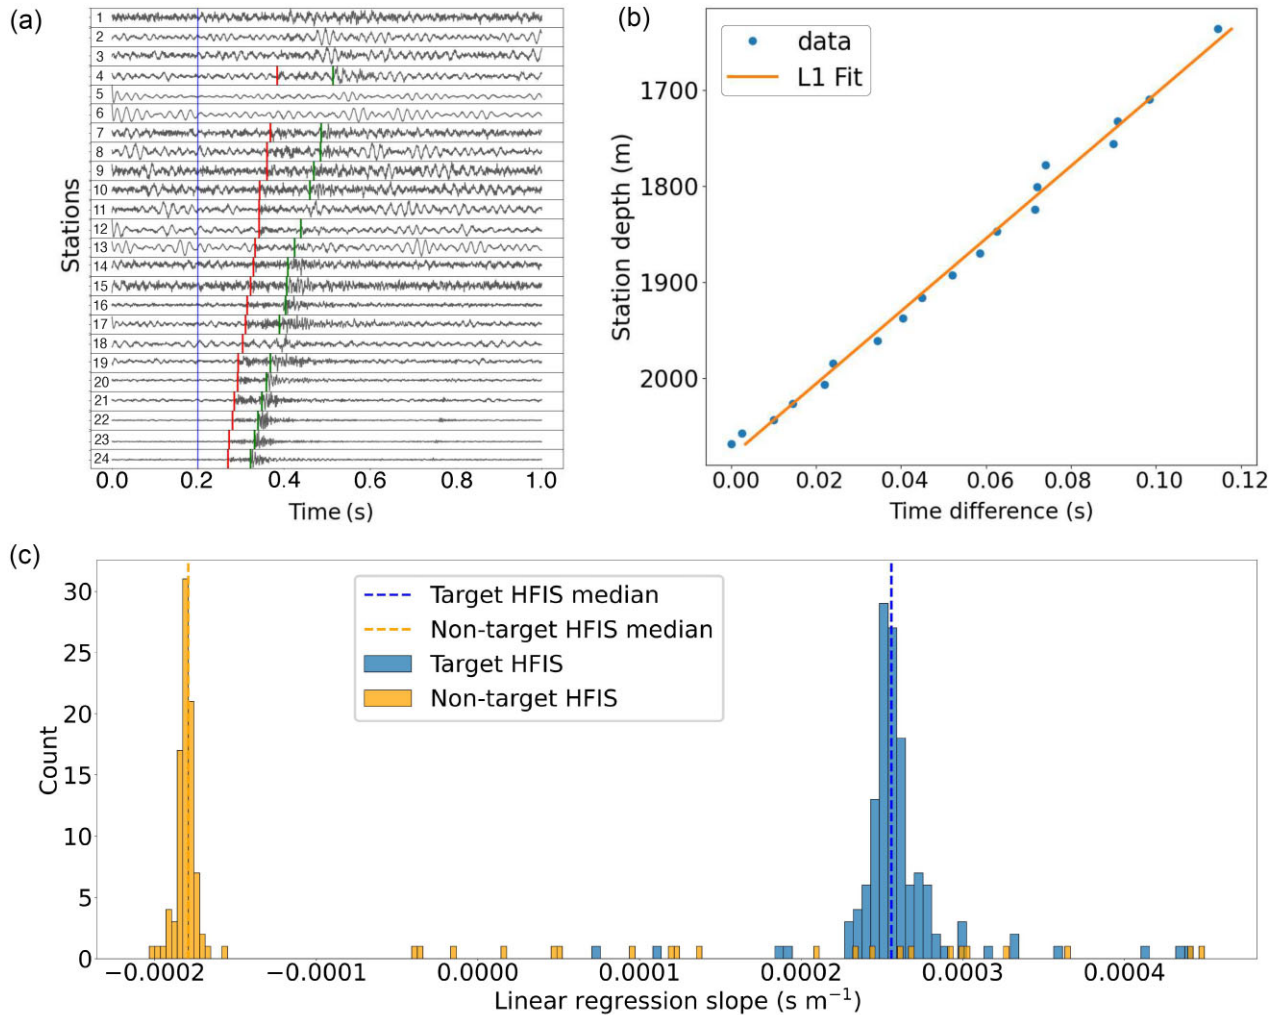 (a)
1
2
3
4
5
6
7
8
9
10
11
12
13
14
15
16
17
18
19
20
21
22
23
24
Stations
0.0 0.2 0.4 0.6 0.8 1.0
Time (s)
(b)
data
L1 Fit
1700
1800
1900
2000
Station depth (m)
0.00 0.02 0.04 0.06 0.08 0.10 0.12
Time difference (s)
(c)
Target HFIS median
Non-target HFIS median
Target HFIS
Non-target HFIS
30
25
20
15
10
5
0
Count
−0.0002 −0.0001 0.0000 0.0001 0.0002 0.0003 0.0004
Linear regression slope (s m⁻¹)